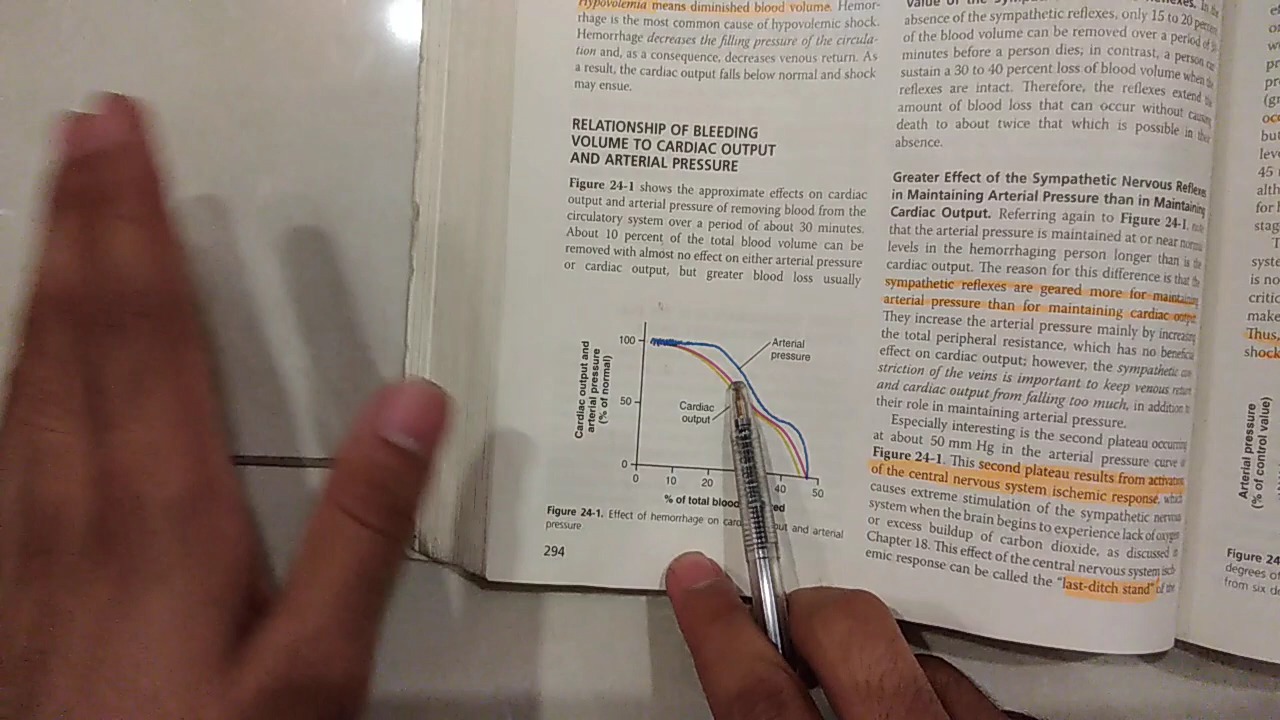 Hypovolemia means diminished blood volume. Hemor-
rhage is the most common cause of hypovolemic shock.
Hemorrhage decreases the filling pressure of the circula-
tion and, as a consequence, decreases venous return. As
a result, the cardiac output falls below normal and shock
may ensue.
RELATIONSHIP OF BLEEDING
VOLUME TO CARDIAC OUTPUT
AND ARTERIAL PRESSURE
Figure 24-1 shows the approximate effects on cardiac
output and arterial pressure of removing blood from the
circulatory system over a period of about 30 minutes.
About 10 percent of the total blood volume can be
removed with almost no effect on either arterial pressure
or cardiac output, but greater blood loss usually
Cardiac output and
arterial pressure
(% of normal)
100
50
0
Arterial
pressure
Cardiac
output
0 10 20 40 50
% of total blood
Figure 24-1. Effect of hemorrhage on and arterial
pressure.
294
absence of the sympathetic reflexes, only 15 to 20
of the blood volume can be removed over a period of
minutes before a person dies; in contrast, a person
sustain a 30 to 40 percent loss of blood volume when
reflexes are intact. Therefore, the reflexes extend
amount of blood loss that can occur without
death to about twice that which is possible in
absence.
Greater Effect of the Sympathetic Nervous
in Maintaining Arterial Pressure than in Maintaining
Cardiac Output. Referring again to Figure 24-1,
that the arterial pressure is maintained at or near
levels in the hemorrhaging person longer than is
cardiac output. The reason for this difference is that
sympathetic reflexes are geared more for
arterial pressure than for maintaining cardiac
They increase the arterial pressure mainly by
the total peripheral resistance, which has no
effect on cardiac output; however, the sympathetic
striction of the veins is important to keep venous
and cardiac output from falling too much, in addition
their role in maintaining arterial pressure.
Especially interesting is the second plateau
at about 50 mm Hg in the arterial pressure curve
Figure 24-1. This second plateau results from
of the central nervous system ischemic response,
causes extreme stimulation of the sympathetic
system when the brain begins to experience lack of
or excess buildup of carbon dioxide, as discussed
Chapter 18. This effect of the central nervous system
emic response can be called the "last-ditch stand" of
Thus,
shock
Arterial pressure
(% of control value)
Figure 24
degrees
from six